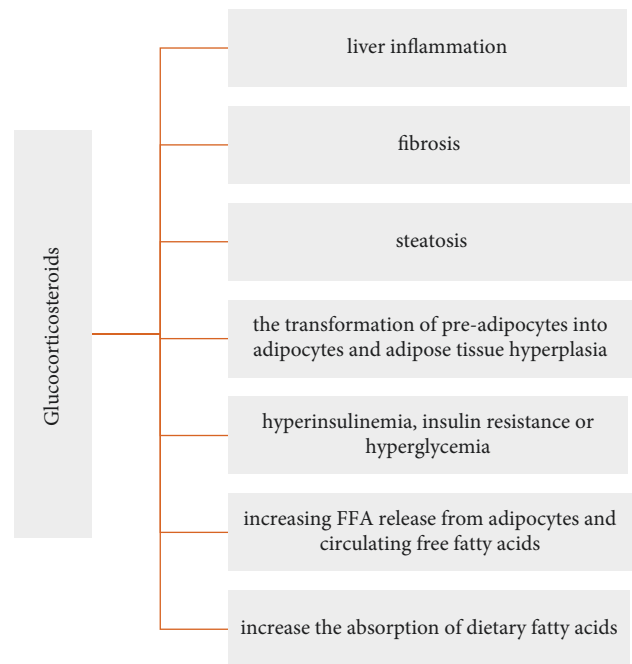 Glucocorticosteroids
liver inflammation
fibrosis
steatosis
the transformation of pre-adipocytes into
adipocytes and adipose tissue hyperplasia
hyperinsulinemia, insulin resistance or
hyperglycemia
increasing FFA release from adipocytes and
circulating free fatty acids
increase the absorption of dietary fatty acids